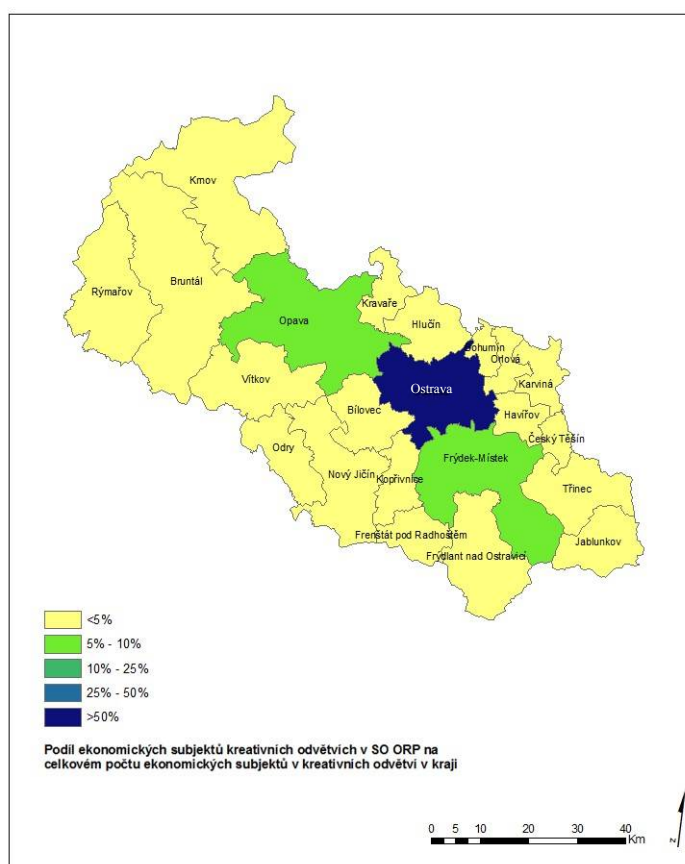 Krnov
Rýmařov
Bruntál
Opava
Kravaře
Hlučín
Bohumín
Orlová
Karviná
Ostrava
Vítkov
Bílovec
Havířov
Český Těšín
Odry
Nový Jičín
Kopřivnice
Frýdek-Místek
Třinec
Frenštát pod Radhoštěm
Frýdlant nad Ostravicí
Jablunkov
<5%
5% - 10%
10% - 25%
25% - 50%
>50%
Podíl ekonomických subjektů kreativních odvětvích v SO ORP na
celkovém počtu ekonomických subjektů v kreativních odvětví v kraji
0 5 10 20 30 40
Km
N